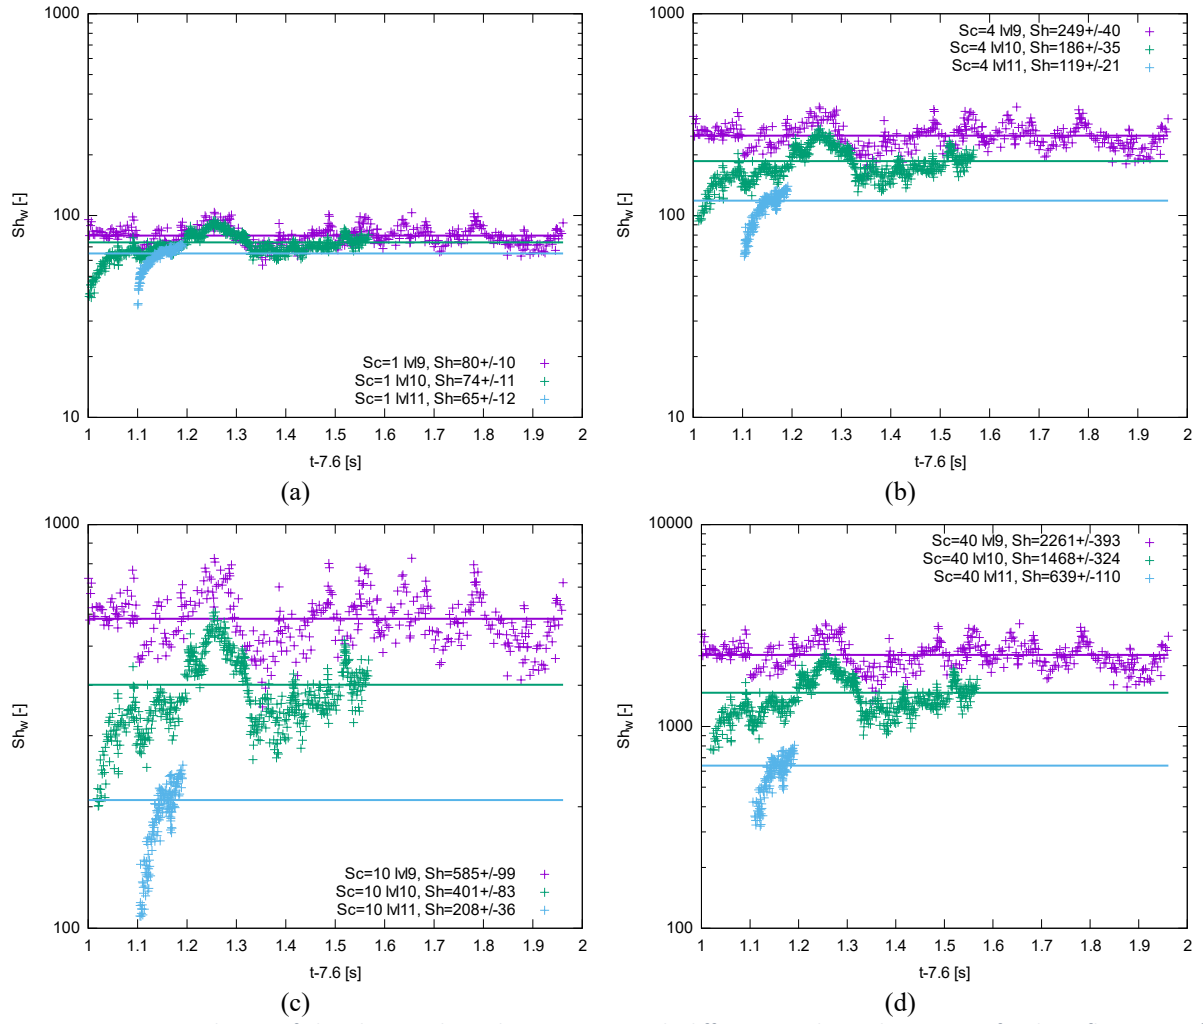 1000
100
10
Sh_w [-]
Sc=1 lvl9, Sh=80+/-10
Sc=1 lvl10, Sh=74+/-11
Sc=1 lvl11, Sh=65+/-12
1 1.1 1.2 1.3 1.4 1.5 1.6 1.7 1.8 1.9 2
t-7.6 [s]
(a)
1000
100
10
Sh_w [-]
Sc=4 lvl9, Sh=249+/-40
Sc=4 lvl10, Sh=186+/-35
Sc=4 lvl11, Sh=119+/-21
1 1.1 1.2 1.3 1.4 1.5 1.6 1.7 1.8 1.9 2
t-7.6 [s]
(b)
1000
100
Sh_w [-]
Sc=10 lvl9, Sh=585+/-99
Sc=10 lvl10, Sh=401+/-83
Sc=10 lvl11, Sh=208+/-36
1 1.1 1.2 1.3 1.4 1.5 1.6 1.7 1.8 1.9 2
t-7.6 [s]
(c)
10000
1000
100
Sh_w [-]
Sc=40 lvl9, Sh=2261+/-393
Sc=40 lvl10, Sh=1468+/-324
Sc=40 lvl11, Sh=639+/-110
1 1.1 1.2 1.3 1.4 1.5 1.6 1.7 1.8 1.9 2
t-7.6 [s]
(d)